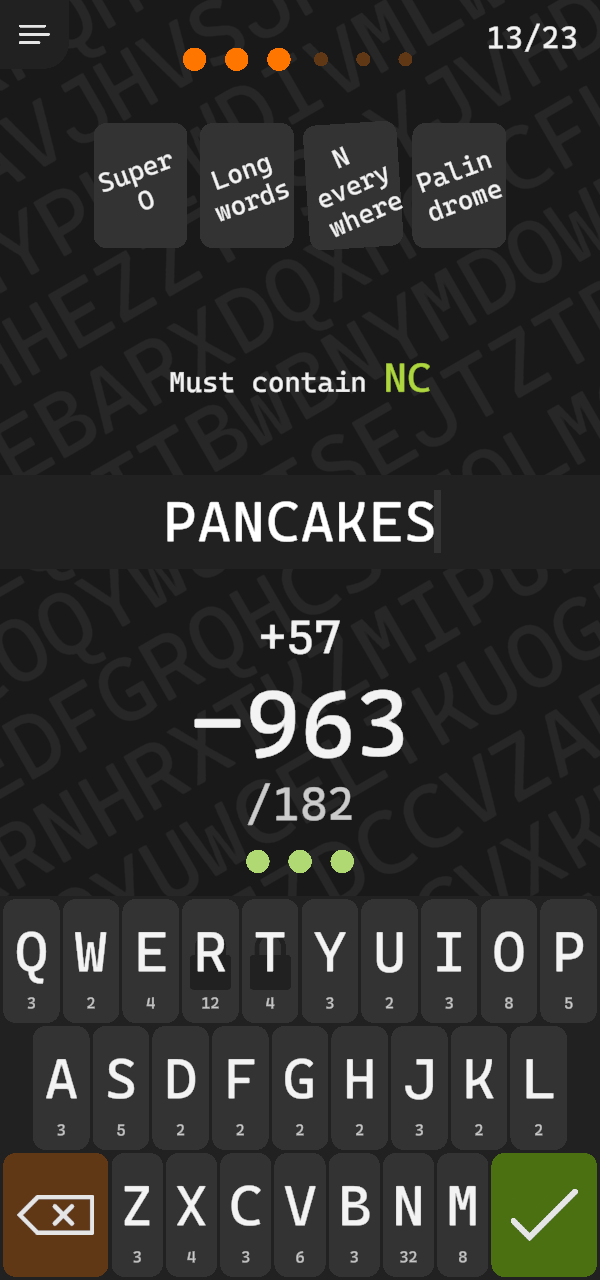 13/23
Super
O
Long
words
N
every
where
Palin
drome
Must contain NC
PANCAKES
+57
−963
/182
Q W E R T Y U I O P
3 2 4 12 4 3 2 3 8 5
A S D F G H J K L
3 5 2 2 2 2 3 2 2
Z X C V B N M
3 4 3 6 3 32 8